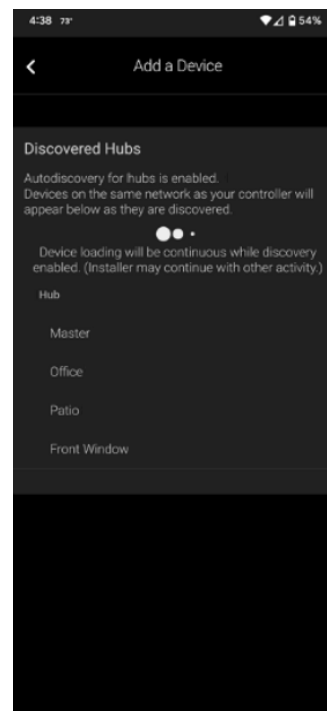 4:38 73° 54%
Add a Device
Discovered Hubs
Autodiscovery for hubs is enabled.
Devices on the same network as your controller will
appear below as they are discovered.
Device loading will be continuous while discovery
enabled. (Installer may continue with other activity.)
Hub
Master
Office
Patio
Front Window